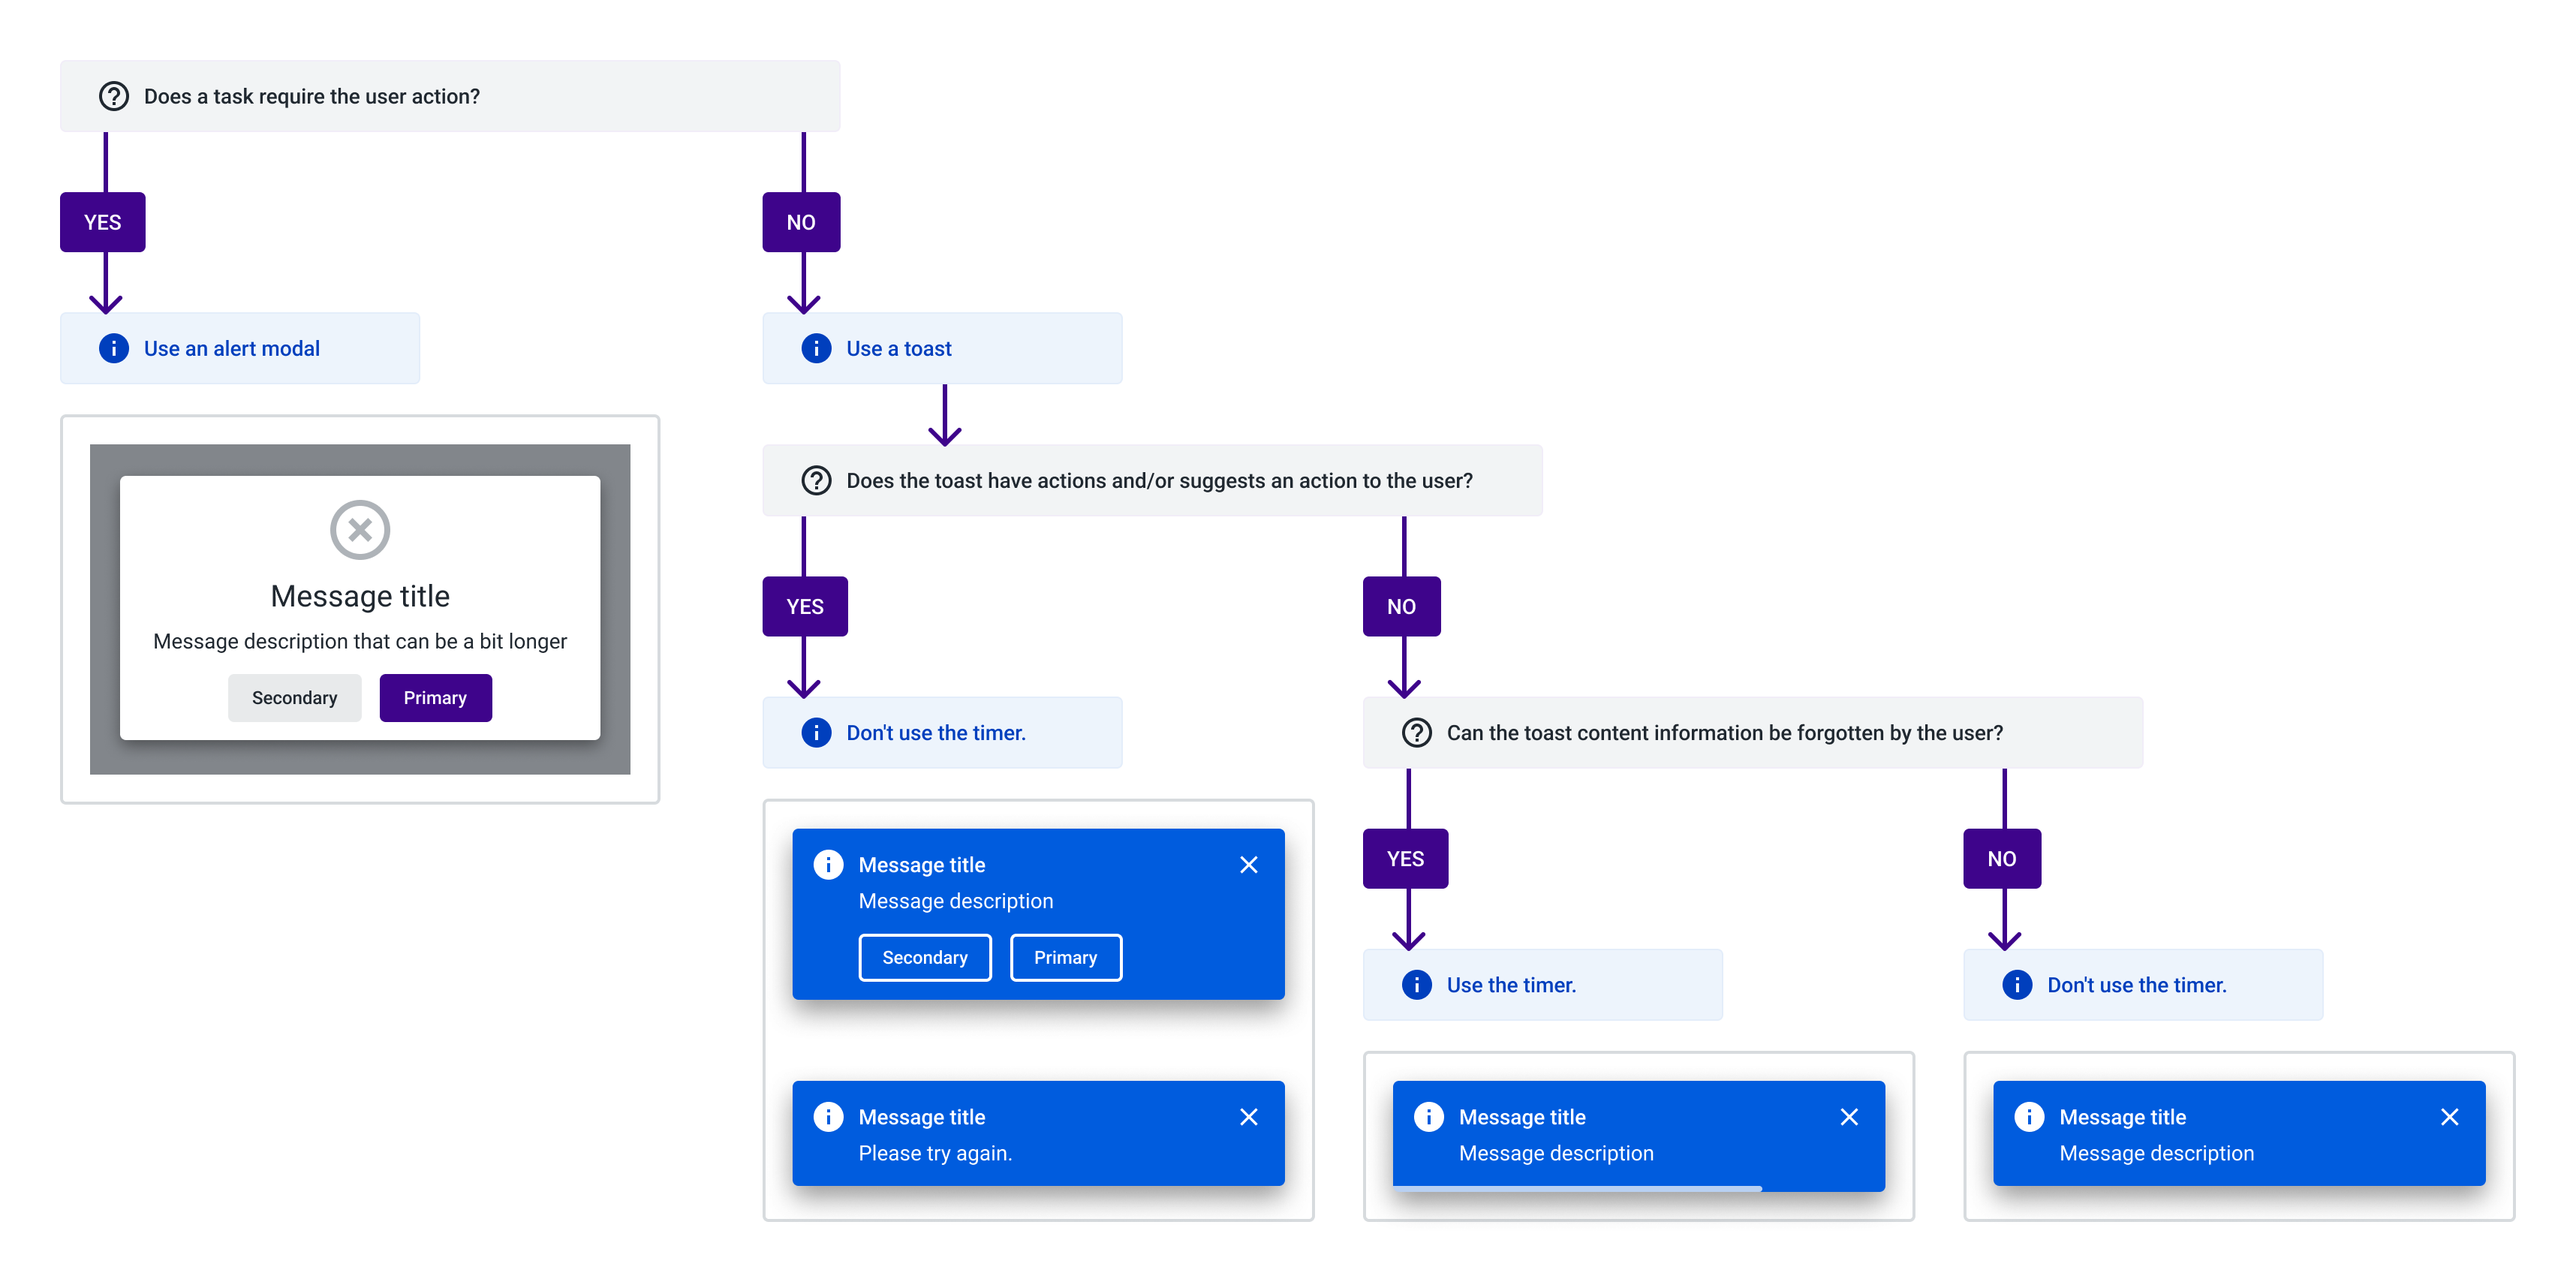 Does a task require the user action?
YES
NO
Use an alert modal
Use a toast
Message title
Message description that can be a bit longer
Secondary
Primary
Does the toast have actions and/or suggests an action to the user?
YES
NO
Don't use the timer.
Message title
Message description
Secondary
Primary
Message title
Please try again.
Can the toast content information be forgotten by the user?
YES
NO
Use the timer.
Don't use the timer.
Message title
Message description
Message title
Message description